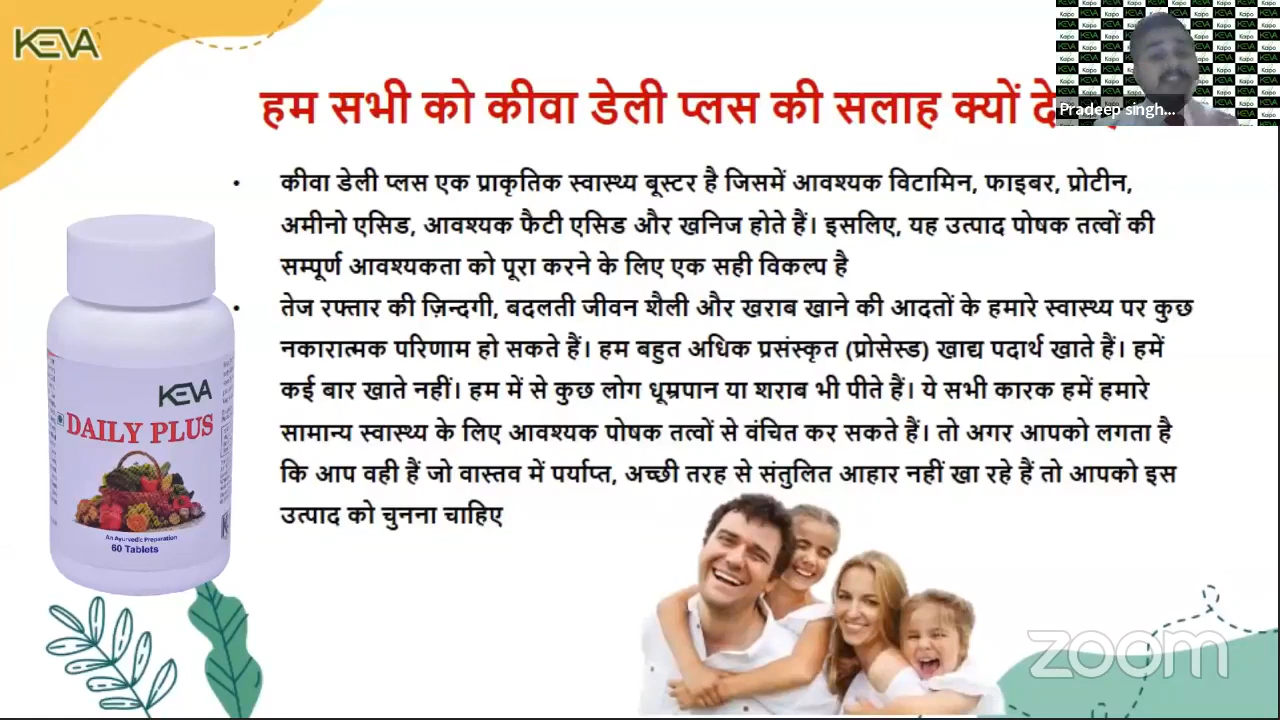 KEVA
हम सभी को कीवा डेली प्लस की सलाह क्यों
Pradeep singh...
• कीवा डेली प्लस एक प्राकृतिक स्वास्थ्य बूस्टर है जिसमें आवश्यक विटामिन, फाइबर, प्रोटीन,
अमीनो एसिड, आवश्यक फैटी एसिड और खनिज होते हैं। इसलिए, यह उत्पाद पोषक तत्वों की
सम्पूर्ण आवश्यकता को पूरा करने के लिए एक सही विकल्प है
• तेज रफ्तार की ज़िन्दगी, बदलती जीवन शैली और खराब खाने की आदतों के हमारे स्वास्थ्य पर कुछ
नकारात्मक परिणाम हो सकते हैं। हम बहुत अधिक प्रसंस्कृत (प्रोसेस्ड) खाद्य पदार्थ खाते हैं। हमें
कई बार खाते नहीं। हम में से कुछ लोग धूम्रपान या शराब भी पीते हैं। ये सभी कारक हमें हमारे
सामान्य स्वास्थ्य के लिए आवश्यक पोषक तत्वों से वंचित कर सकते हैं। तो अगर आपको लगता है
कि आप वही हैं जो वास्तव में पर्याप्त, अच्छी तरह से संतुलित आहार नहीं खा रहे हैं तो आपको इस
उत्पाद को चुनना चाहिए
KEVA
DAILY PLUS
An Ayurvedic Preparation
60 Tablets
zoom